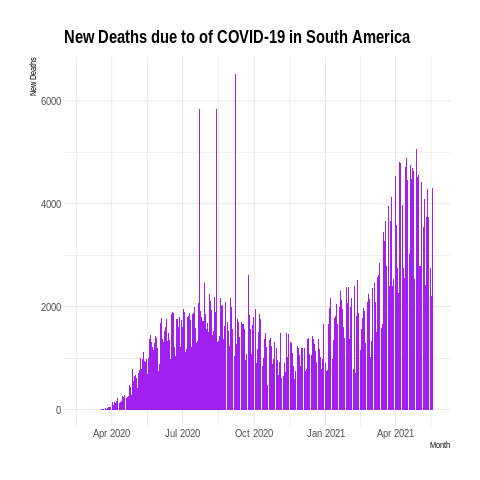 New Deaths due to of COVID-19 in South America
New Deaths
6000
4000
2000
0
Apr 2020 Jul 2020 Oct 2020 Jan 2021 Apr 2021
Month